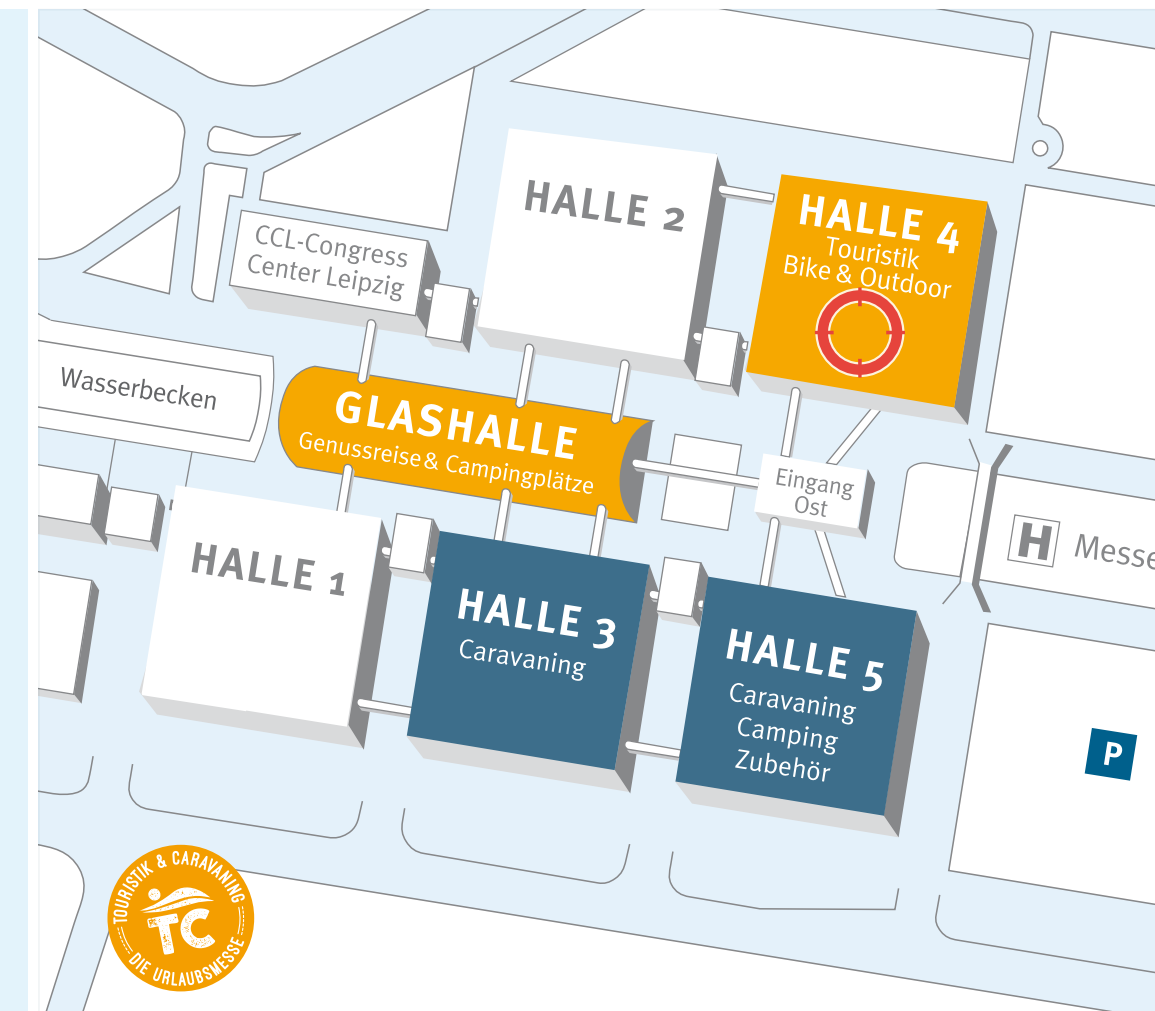 HALLE 2
HALLE 4
Touristik
Bike & Outdoor
CCL-Congress
Center Leipzig
Wasserbecken
GLASHALLE
Genussreise & Campingplätze
Eingang
Ost
H
Messe
HALLE 1
HALLE 3
Caravaning
HALLE 5
Caravaning
Camping
Zubehör
P
TOURISTIK & CARAVANING
TC
DIE URLAUBSMESSE